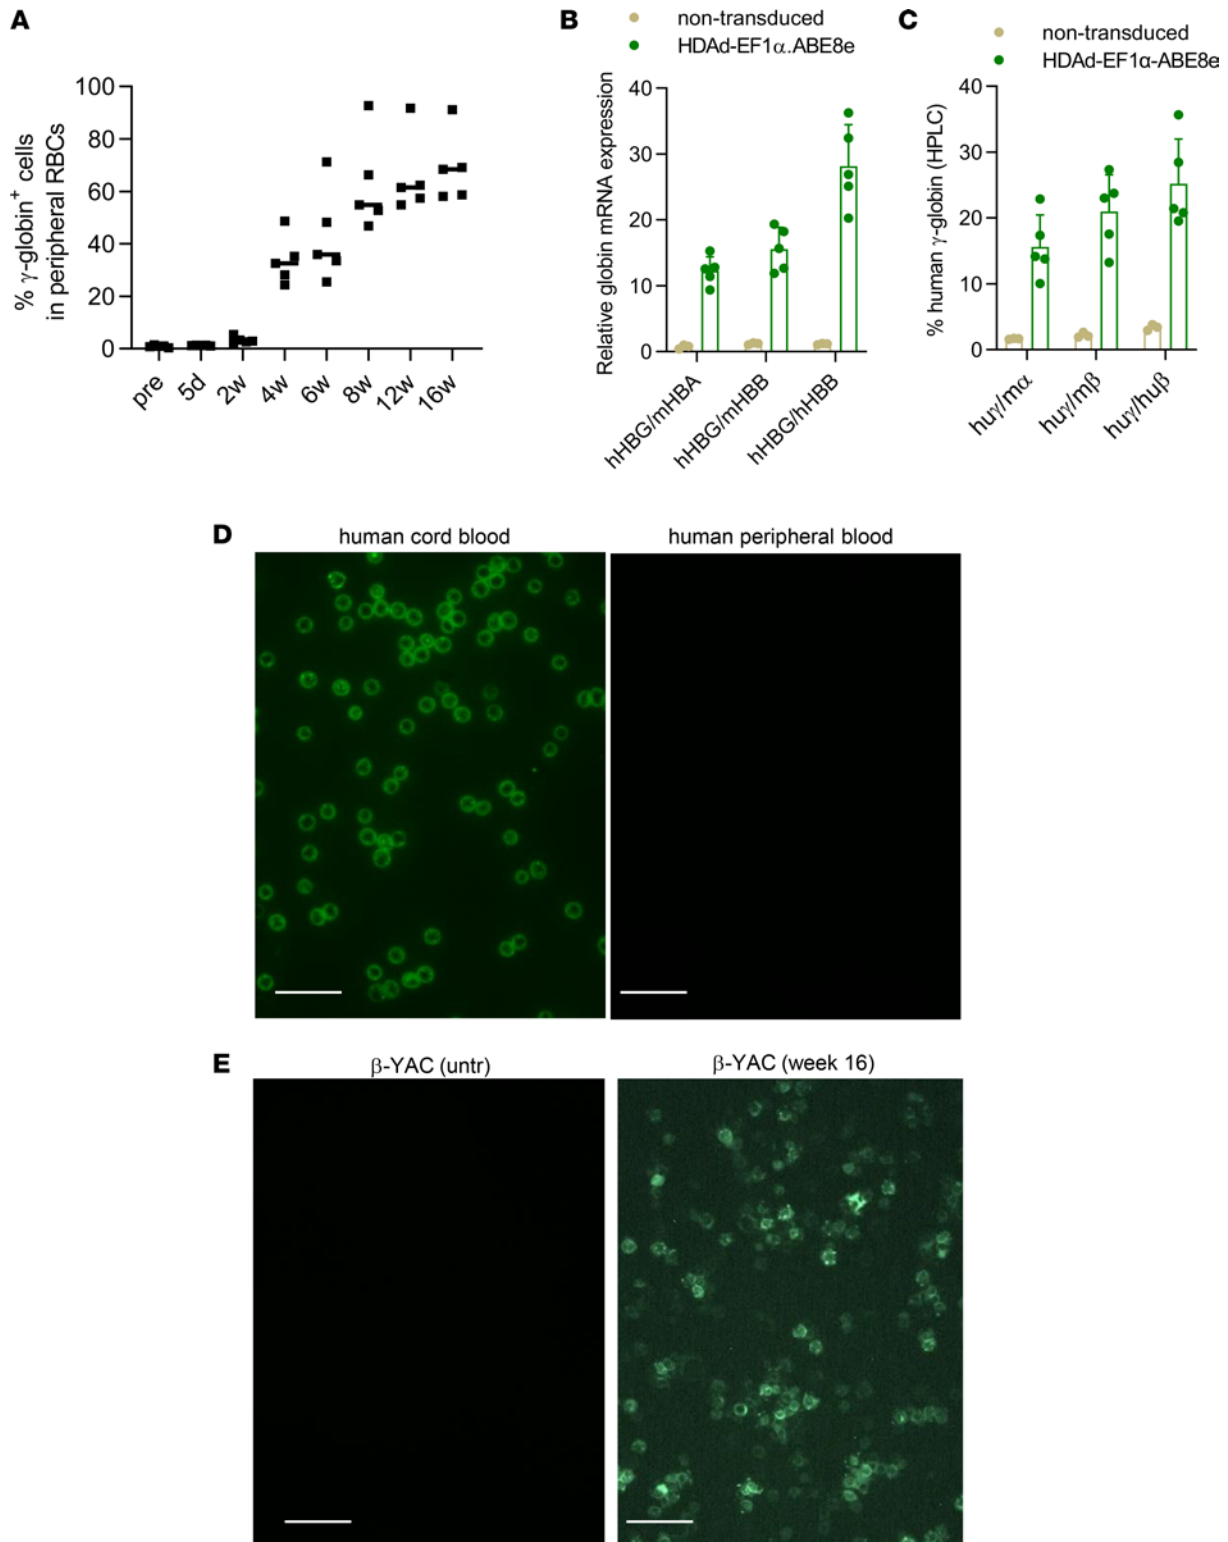 A
% γ-globin⁺ cells
in peripheral RBCs
100
80
60
40
20
0
pre
5d
2w
4w
6w
8w
12w
16w
B
non-transduced
HDAd-EF1α.ABE8e
Relative globin mRNA expression
40
30
20
10
0
hHBG/mHBA
hHBG/mHBB
hHBG/hHBB
C
non-transduced
HDAd-EF1α-ABE8e
% human γ-globin (HPLC)
40
30
20
10
0
huγ/mα
huγ/mβ
huγ/huβ
D
human cord blood
human peripheral blood
E
β-YAC (untr)
β-YAC (week 16)